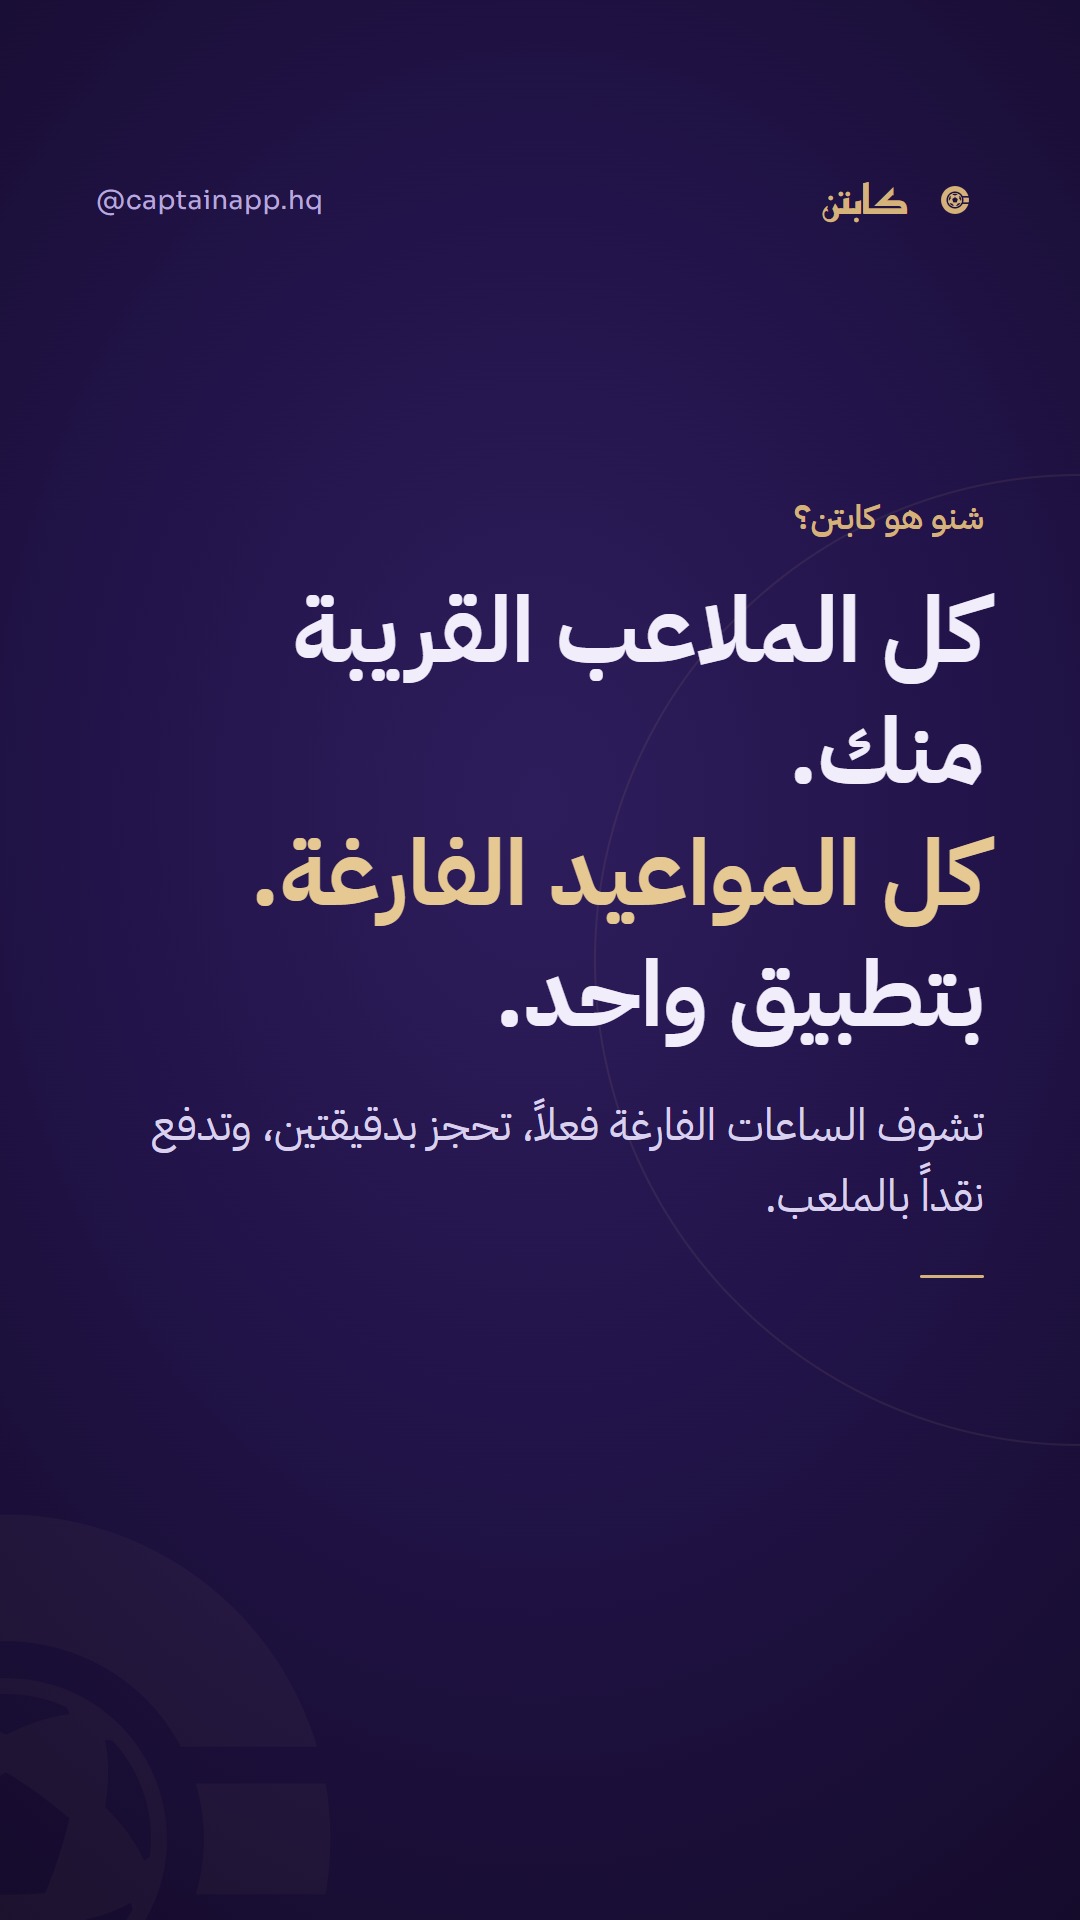 كابتن
@captainapp.hq
شنو هو كابتن؟
كل الملاعب القريبة
منك.
كل المواعيد الفارغة.
بتطبيق واحد.
تشوف الساعات الفارغة فعلاً، تحجز بدقيقتين، وتدفع
نقداً بالملعب.